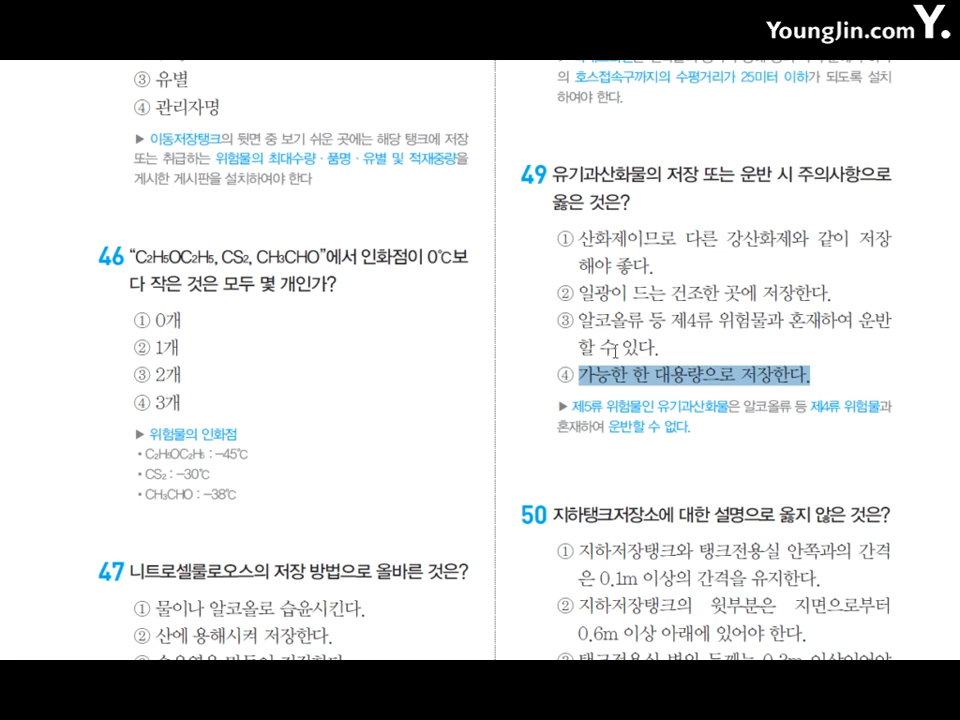 YoungJin.com Y.
③ 유별
④ 관리자명
▶ 이동저장탱크의 뒷면 중 보기 쉬운 곳에는 해당 탱크에 저장
또는 취급하는 위험물의 최대수량·품명·유별 및 적재중량을
게시한 게시판을 설치하여야 한다
46 “C2H5OC2H5, CS2, CH3CHO”에서 인화점이 0℃보
다 작은 것은 모두 몇 개인가?
① 0개
② 1개
③ 2개
④ 3개
▶ 위험물의 인화점
• C2H5OC2H5 : -45℃
• CS2 : -30℃
• CH3CHO : -38℃
47 니트로셀룰로오스의 저장 방법으로 올바른 것은?
① 물이나 알코올로 습윤시킨다.
② 산에 용해시켜 저장한다.
의 호스접속구까지의 수평거리가 25미터 이하가 되도록 설치
하여야 한다.
49 유기과산화물의 저장 또는 운반 시 주의사항으로
옳은 것은?
① 산화제이므로 다른 강산화제와 같이 저장
해야 좋다.
② 일광이 드는 건조한 곳에 저장한다.
③ 알코올류 등 제4류 위험물과 혼재하여 운반
할 수 있다.
④ 가능한 한 대용량으로 저장한다.
▶ 제5류 위험물인 유기과산화물은 알코올류 등 제4류 위험물과
혼재하여 운반할 수 없다.
50 지하탱크저장소에 대한 설명으로 옳지 않은 것은?
① 지하저장탱크와 탱크전용실 안쪽과의 간격
은 0.1m 이상의 간격을 유지한다.
② 지하저장탱크의 윗부분은 지면으로부터
0.6m 이상 아래에 있어야 한다.